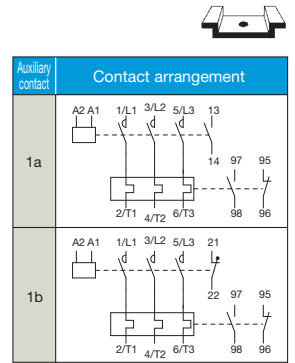 Auxiliary contact
Contact arrangement
1a
A2 A1 1/L1 3/L2 5/L3 13
14 97 95
2/T1 4/T2 6/T3 98 96
1b
A2 A1 1/L1 3/L2 5/L3 21
22 97 95
2/T1 4/T2 6/T3 98 96